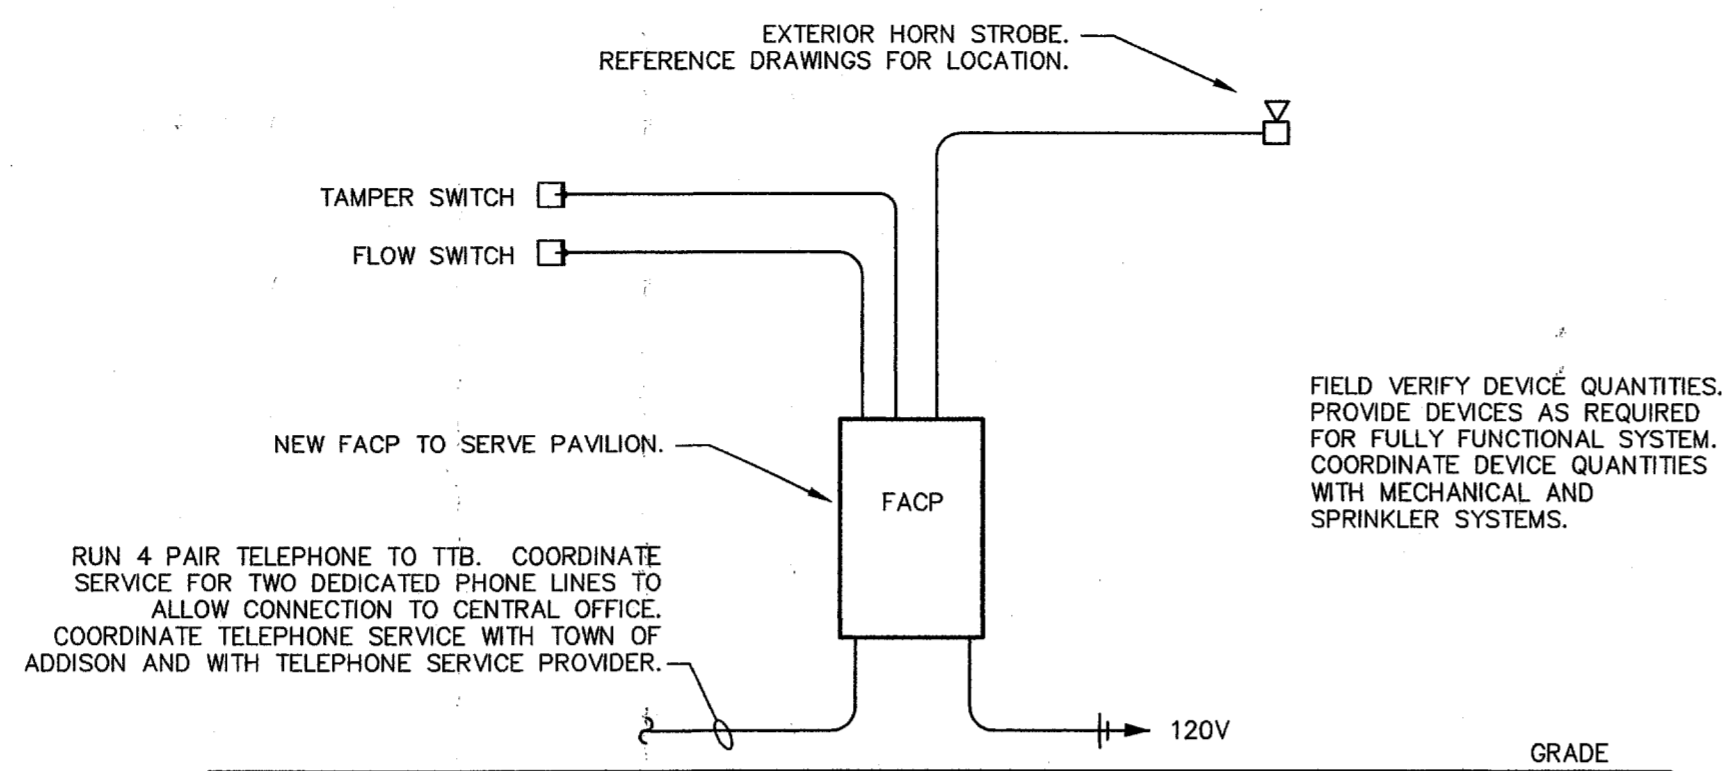 EXTERIOR HORN STROBE.
REFERENCE DRAWINGS FOR LOCATION.
TAMPER SWITCH
FLOW SWITCH
FIELD VERIFY DEVICE QUANTITIES.
PROVIDE DEVICES AS REQUIRED
FOR FULLY FUNCTIONAL SYSTEM.
COORDINATE DEVICE QUANTITIES
WITH MECHANICAL AND
SPRINKLER SYSTEMS.
NEW FACP TO SERVE PAVILION.
FACP
RUN 4 PAIR TELEPHONE TO TTB. COORDINATE
SERVICE FOR TWO DEDICATED PHONE LINES TO
ALLOW CONNECTION TO CENTRAL OFFICE.
COORDINATE TELEPHONE SERVICE WITH TOWN OF
ADDISON AND WITH TELEPHONE SERVICE PROVIDER.
120V
GRADE